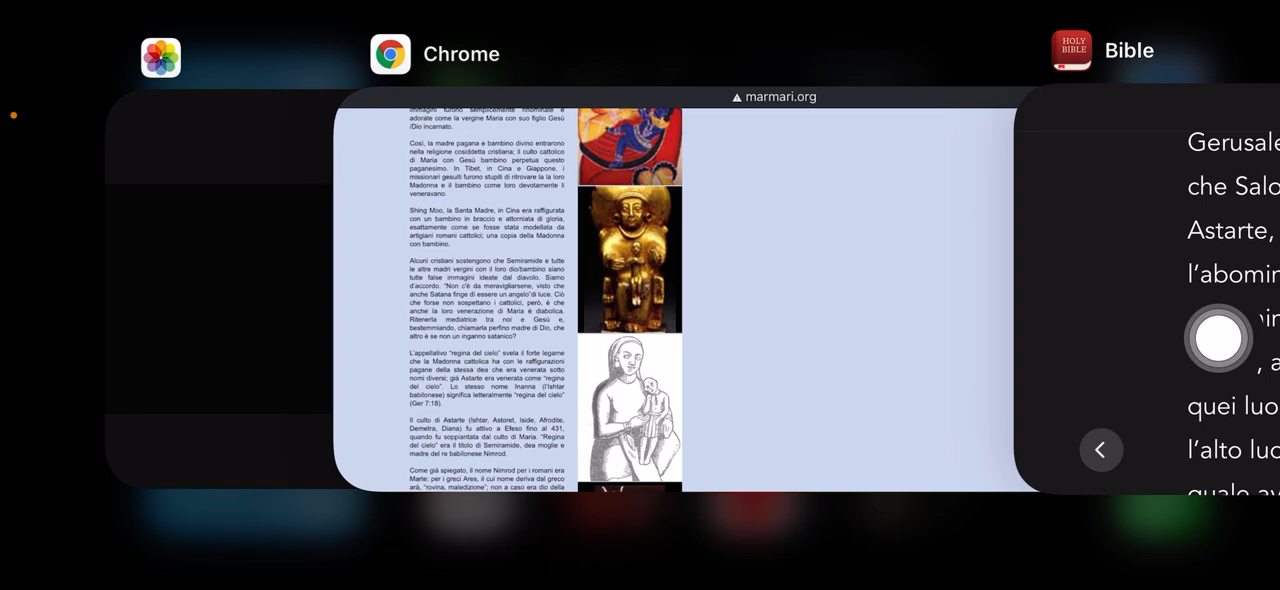 Chrome
HOLY
BIBLE
Bible
marmari.org
immagini furono semplicemente rinominate e
adorate come la vergine Maria con suo figlio Gesù
/Dio incarnato.
Così, la madre pagana e bambino divino entrarono
nella religione cosiddetta cristiana; il culto cattolico
di Maria con Gesù bambino perpetua questo
paganesimo. In Tibet, in Cina e Giappone, i
missionari gesuiti furono stupiti di ritrovare la la loro
Madonna e il bambino come loro devotamente li
veneravano.
Shing Moo, la Santa Madre, in Cina era raffigurata
con un bambino in braccio e attorniata di gloria,
esattamente come se fosse stata modellata da
artigiani romani cattolici; una copia della Madonna
con bambino.
Alcuni cristiani sostengono che Semiramide e tutte
le altre madri vergini con il loro dio/bambino siano
tutte false immagini ideate dal diavolo. Siamo
d'accordo. “Non c'è da meravigliarsene, visto che
anche Satana finge di essere un angelo”di luce. Ciò
che forse non sospettano i cattolici, però, è che
anche la loro venerazione di Maria è diabolica.
Ritenerla mediatrice tra noi e Gesù e,
bestemmiando, chiamarla perfino madre di Dio, che
altro è se non un inganno satanico?
L'appellativo “regina del cielo” svela il forte legame
che la Madonna cattolica ha con le raffigurazioni
pagane della stessa dea che era venerata sotto
nomi diversi; già Astarte era venerata come “regina
del cielo”. Lo stesso nome Inanna (l'Ishtar
babilonese) significa letteralmente “regina del cielo”
(Ger 7:18).
Il culto di Astarte (Ishtar, Astoret, Iside, Afrodite,
Demetra, Diana) fu attivo a Efeso fino al 431,
quando fu soppiantata dal culto di Maria. “Regina
del cielo” era il titolo di Semiramide, dea moglie e
madre del re babilonese Nimrod.
Come già spiegato, il nome Nimrod per i romani era
Marte: per i greci Ares, il cui nome deriva dal greco
arà, “rovina, maledizione”; non a caso era dio della
Gerusale
che Salo
Astarte,
l’abomin
, a
quei luo
l’alto luo
quale av